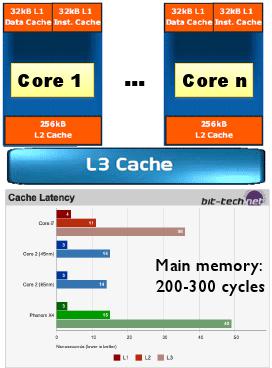 32kB L1 32kB L1
Data Cache Inst. Cache
32kB L1 32kB L1
Data Cache Inst. Cache
Core 1 ... Core n
256kB
L2 Cache
256kB
L2 Cache
L3 Cache
Cache Latency
bit-tech.net
Core i7
4
11
36
Core 2 (45nm)
3
15
Core 2 (65nm)
3
14
Phenom X4
3
15
48
Main memory:
200-300 cycles
0 10 20 30 40 50
Nanoseconds (lower is better)
L1 L2 L3